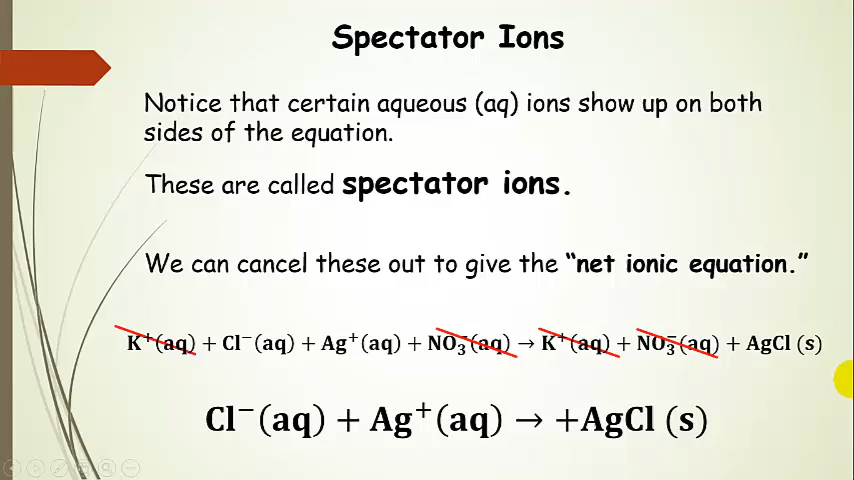 Spectator Ions
Notice that certain aqueous (aq) ions show up on both
sides of the equation.
These are called spectator ions.
We can cancel these out to give the “net ionic equation.”
K⁺(aq) + Cl⁻(aq) + Ag⁺(aq) + NO₃⁻(aq) → K⁺(aq) + NO₃⁻(aq) + AgCl (s)
Cl⁻(aq) + Ag⁺(aq) → +AgCl (s)